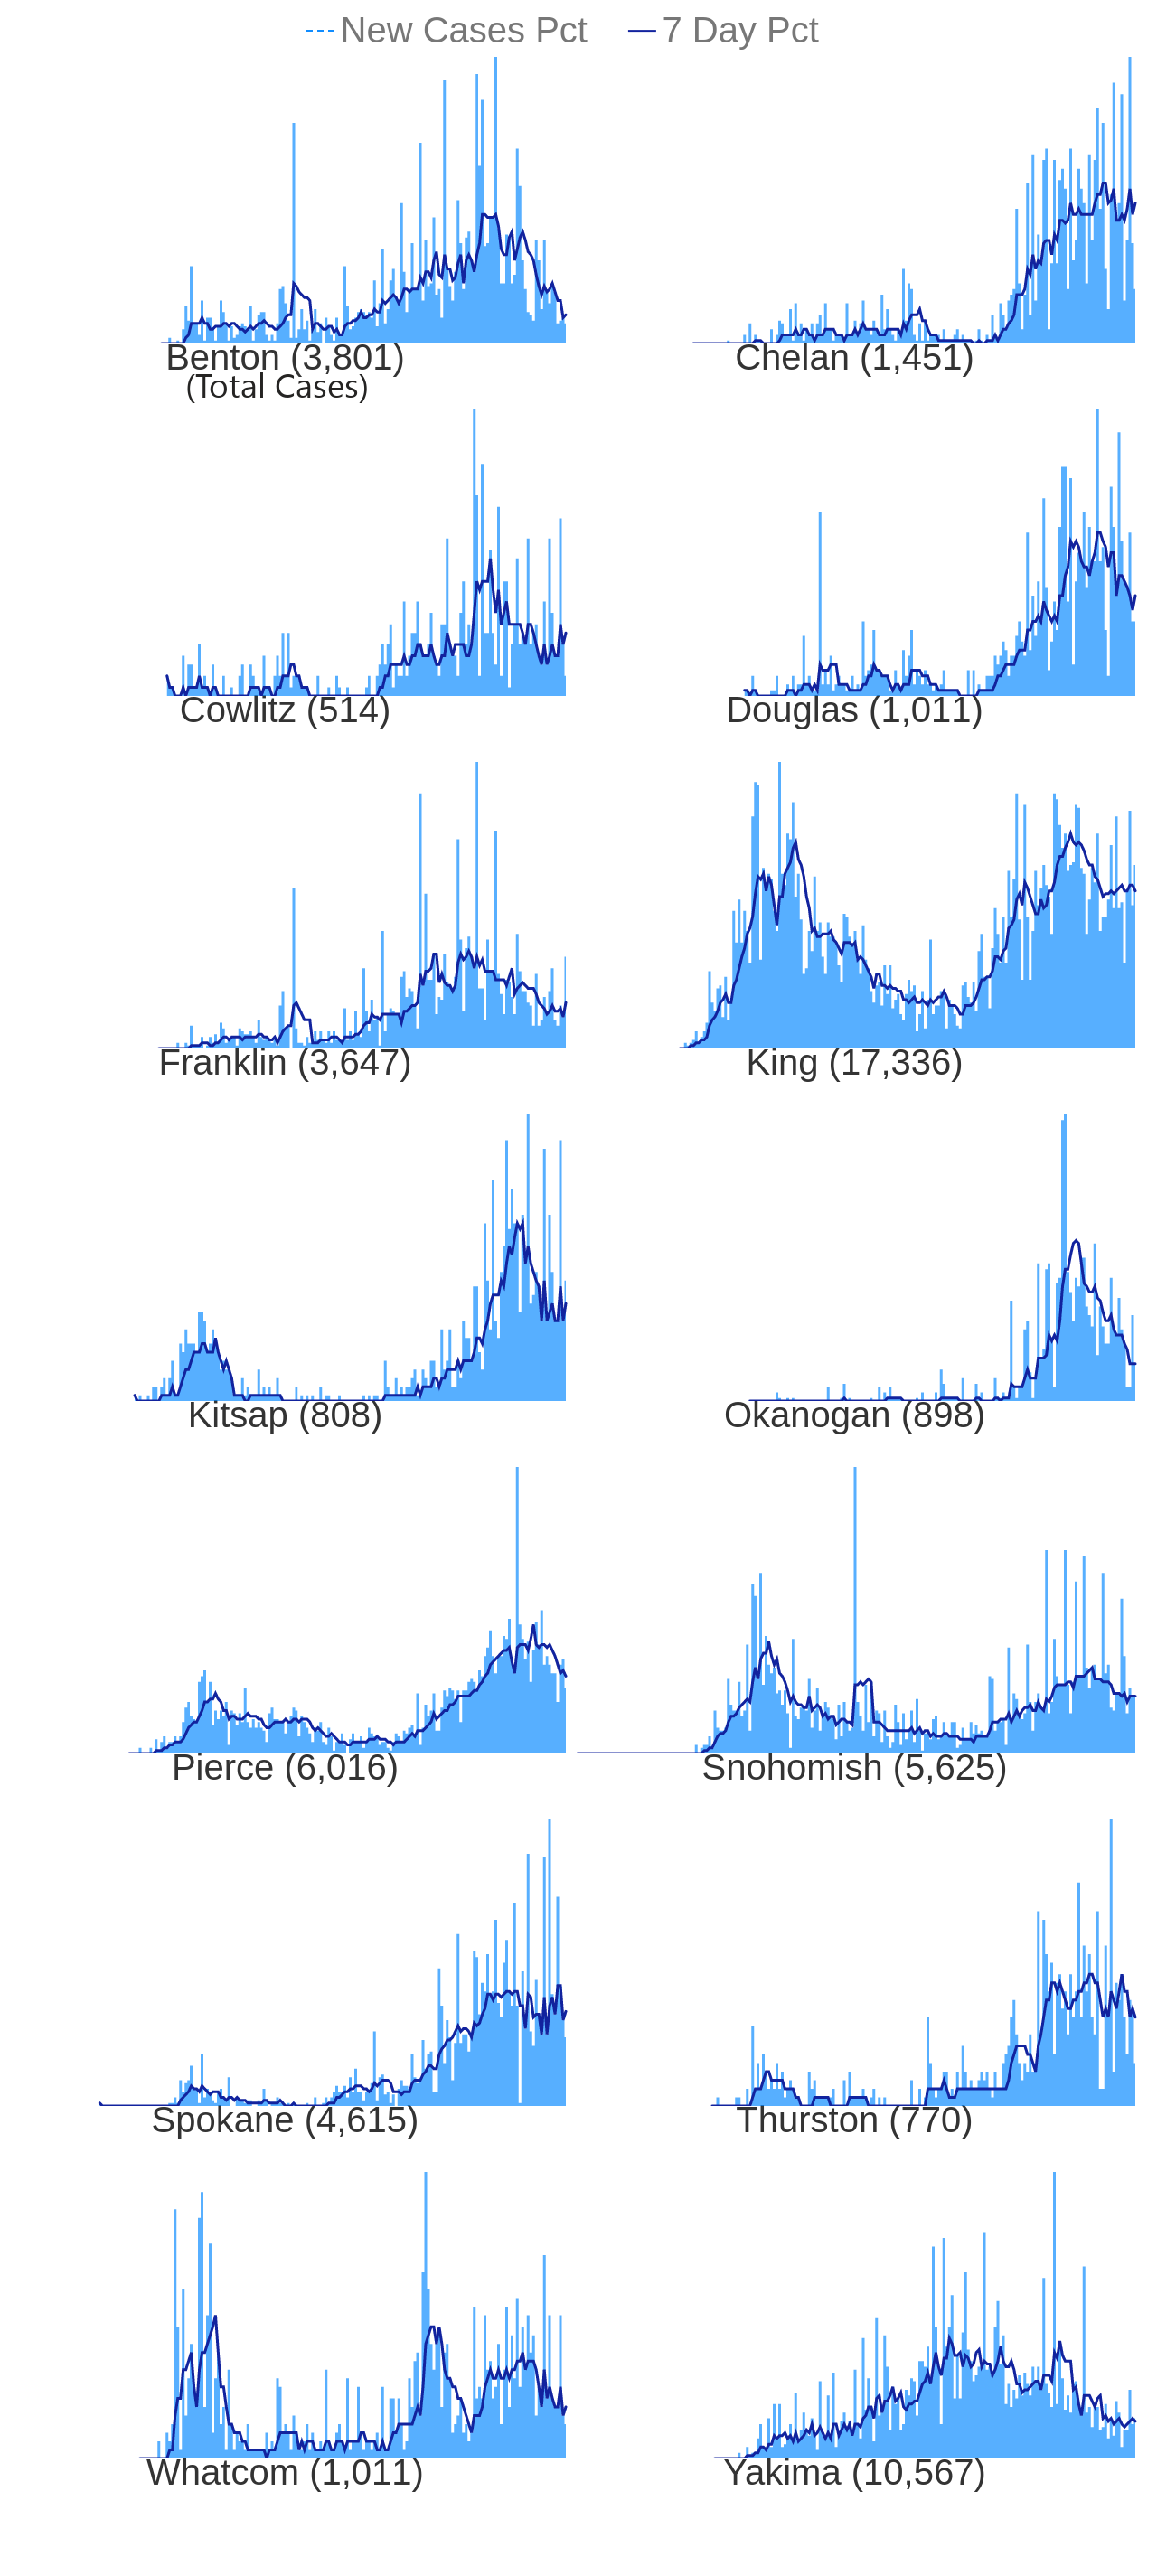 New Cases Pct 7 Day Pct
Benton (3,801) Chelan (1,451)
(Total Cases)
Cowlitz (514) Douglas (1,011)
Franklin (3,647) King (17,336)
Kitsap (808) Okanogan (898)
Pierce (6,016) Snohomish (5,625)
Spokane (4,615) Thurston (770)
Whatcom (1,011) Yakima (10,567)